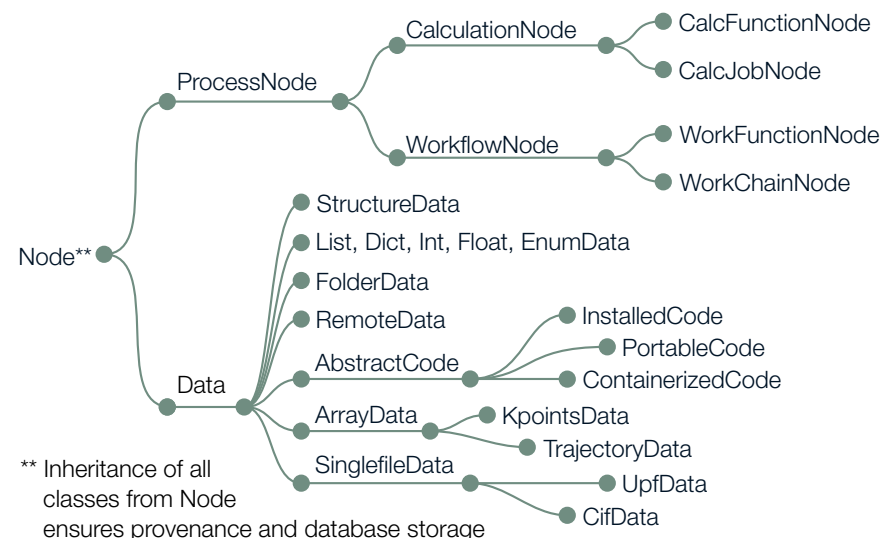 CalculationNode
CalcFunctionNode
CalcJobNode
ProcessNode
WorkflowNode
WorkFunctionNode
WorkChainNode
Node**
StructureData
List, Dict, Int, Float, EnumData
FolderData
RemoteData
InstalledCode
PortableCode
AbstractCode
ContainerizedCode
Data
ArrayData
KpointsData
TrajectoryData
SinglefileData
UpfData
CifData
** Inheritance of all
classes from Node
ensures provenance and database storage